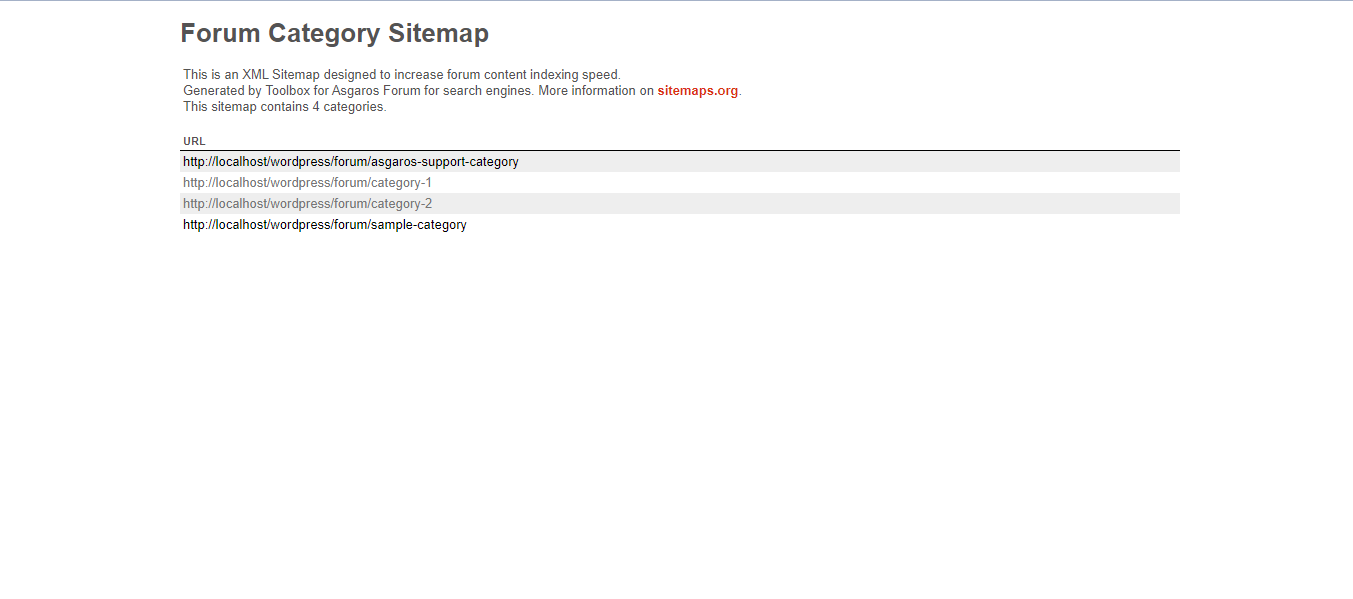 Forum Category Sitemap
This is an XML Sitemap designed to increase forum content indexing speed.
Generated by Toolbox for Asgaros Forum for search engines. More information on sitemaps.org.
This sitemap contains 4 categories.
URL
http://localhost/wordpress/forum/asgaros-support-category
http://localhost/wordpress/forum/category-1
http://localhost/wordpress/forum/category-2
http://localhost/wordpress/forum/sample-category